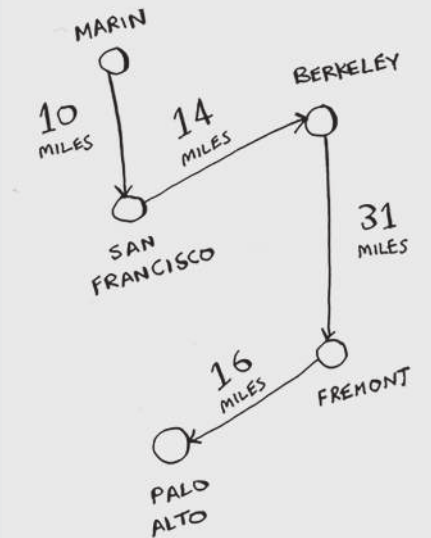 MARIN
10
MILES
14
MILES
BERKELEY
SAN
FRANCISCO
31
MILES
16
MILES
FREMONT
PALO
ALTO